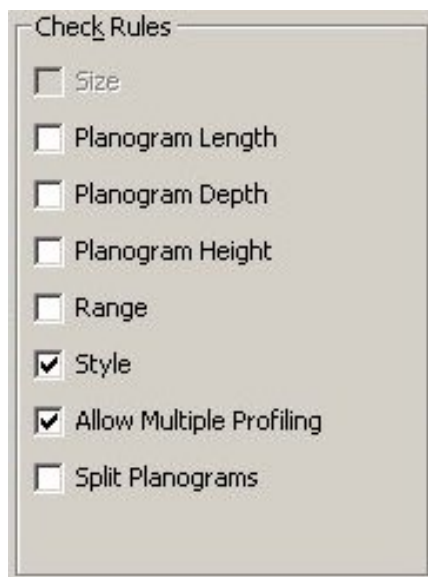 Check Rules
Size
Planogram Length
Planogram Depth
Planogram Height
Range
Style
Allow Multiple Profiling
Split Planograms